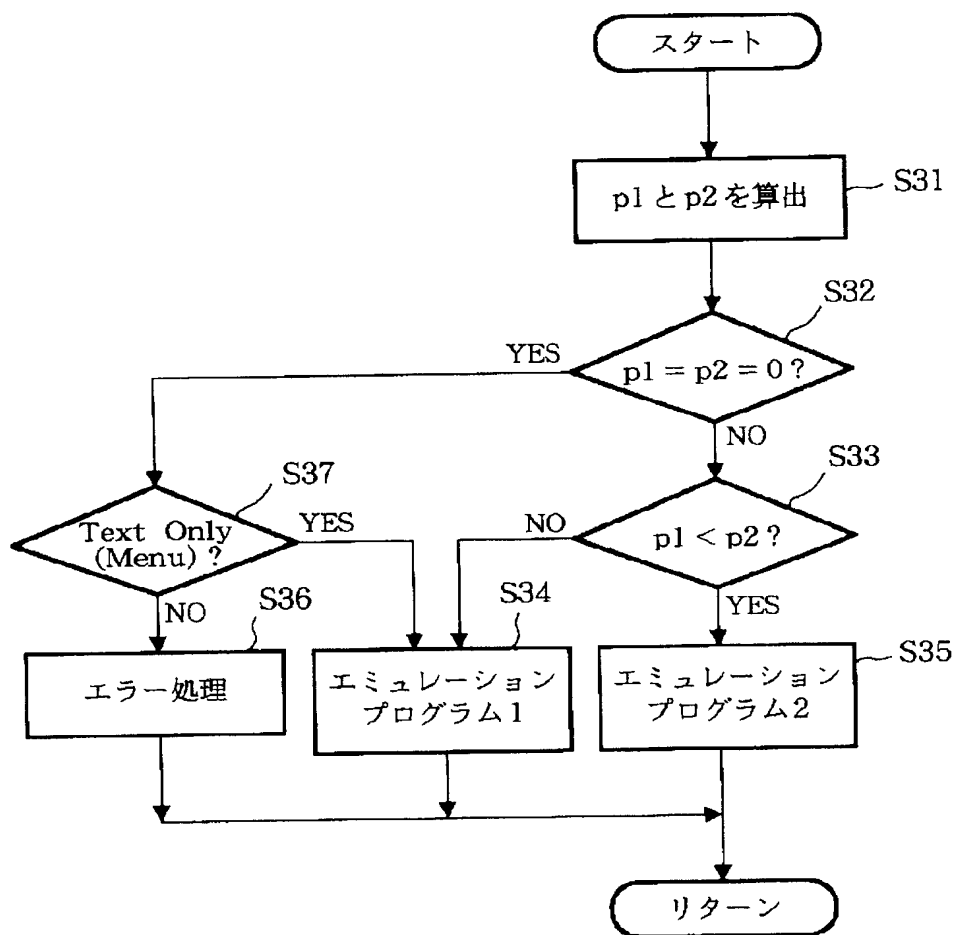 スタート
p1とp2を算出
S31
S32
p1 = p2 = 0 ?
YES
NO
S33
p1 < p2 ?
NO
YES
S37
Text Only
(Menu) ?
YES
NO
S36
エラー処理
S34
エミュレーション
プログラム1
S35
エミュレーション
プログラム2
リターン